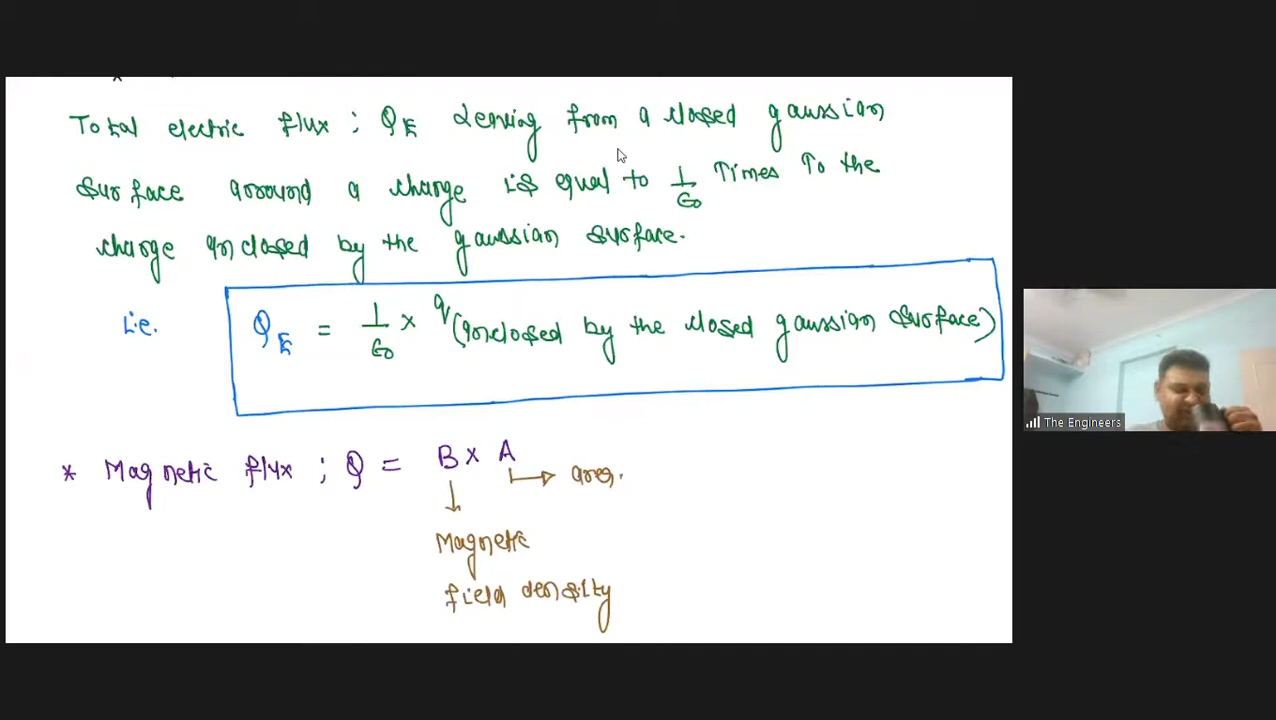 Total electric flux ; φE Leaving from a closed gaussian
surface around a charge is equal to 1/ε0 times to the
charge enclosed by the gaussian surface.
i.e. φE = 1/ε0 × q (enclosed by the closed gaussian surface)
* Magnetic flux ; φ = B × A
→ area.
↓
Magnetic
field density
The Engineers